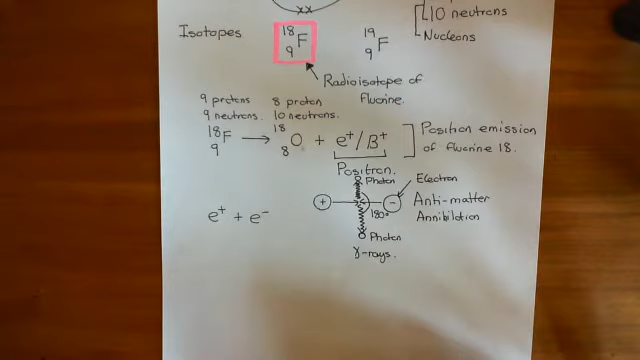 10 neutrons
Nucleons
Isotopes
18 9 F
19 9 F
Radioisotope of
fluorine.
9 protons 8 proton
9 neutrons. 10 neutrons.
18 9 F → 18 8 O + e⁺/β⁺
Positron emission
of fluorine 18.
Positron.
Photon
Electron
+
-
180°
Anti-matter
Annihilation
e⁺ + e⁻
Photon
γ-rays.